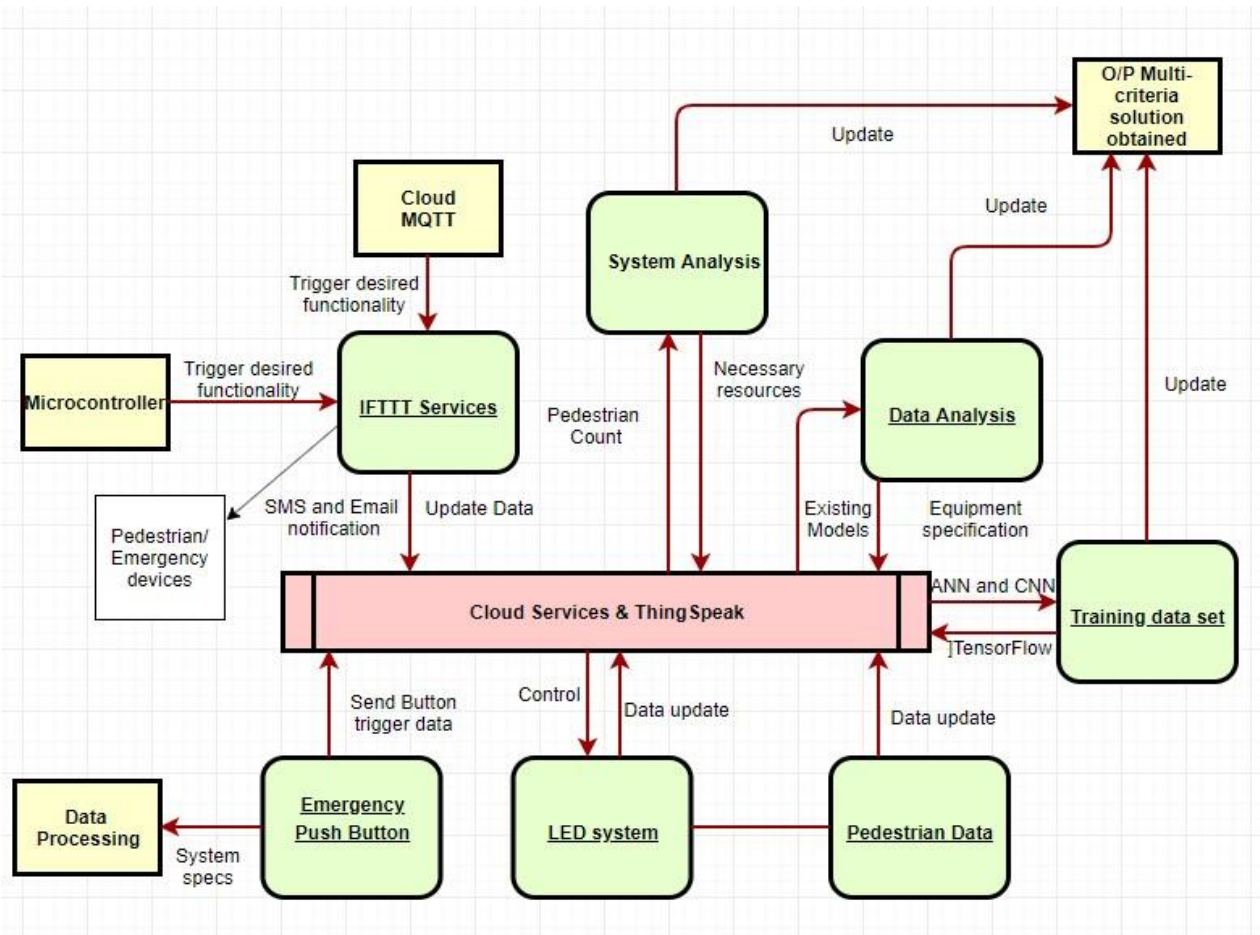 O/P Multi-
criteria
solution
obtained
Update
Cloud
MQTT
Update
System Analysis
Trigger desired
functionality
Trigger desired
functionality
Microcontroller
IFTTT Services
Necessary
resources
Update
Pedestrian
Count
Data Analysis
SMS and Email
notification
Update Data
Existing
Models
Equipment
specification
Pedestrian/
Emergency
devices
Cloud Services & ThingSpeak
ANN and CNN
Training data set
]TensorFlow
Send Button
trigger data
Control
Data update
Data update
Data
Processing
System
specs
Emergency
Push Button
LED system
Pedestrian Data